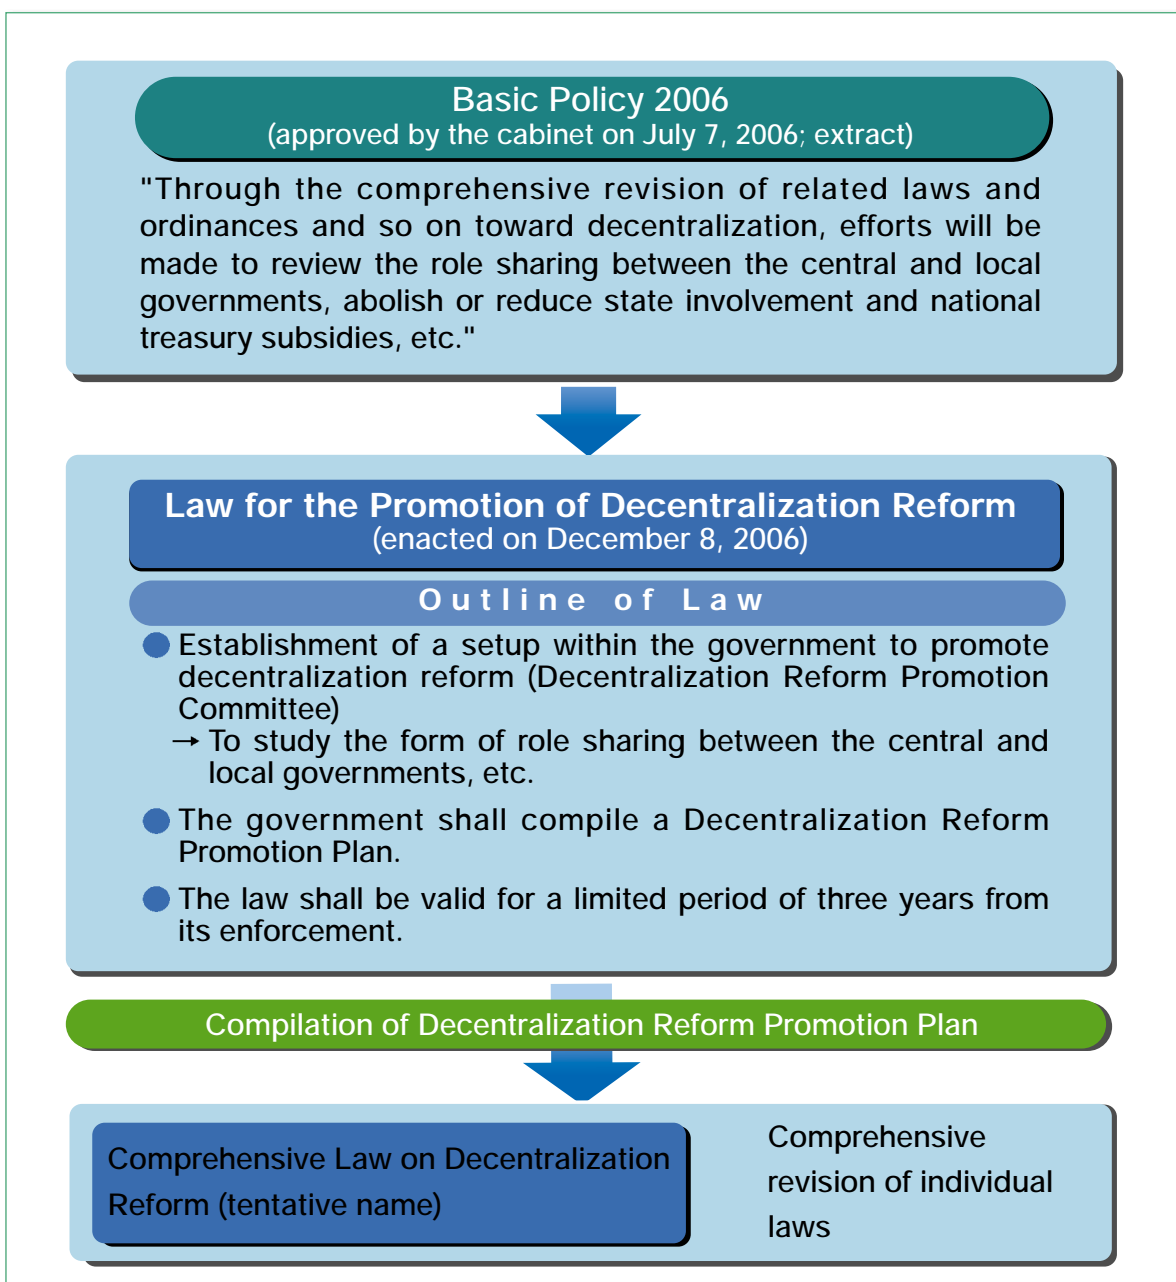 Basic Policy 2006
(approved by the cabinet on July 7, 2006; extract)
"Through the comprehensive revision of related laws and
ordinances and so on toward decentralization, efforts will be
made to review the role sharing between the central and local
governments, abolish or reduce state involvement and national
treasury subsidies, etc."
Law for the Promotion of Decentralization Reform
(enacted on December 8, 2006)
Outline of Law
● Establishment of a setup within the government to promote
decentralization reform (Decentralization Reform Promotion
Committee)
→ To study the form of role sharing between the central and
local governments, etc.
● The government shall compile a Decentralization Reform
Promotion Plan.
● The law shall be valid for a limited period of three years from
its enforcement.
Compilation of Decentralization Reform Promotion Plan
Comprehensive Law on Decentralization
Reform (tentative name)
Comprehensive
revision of individual
laws